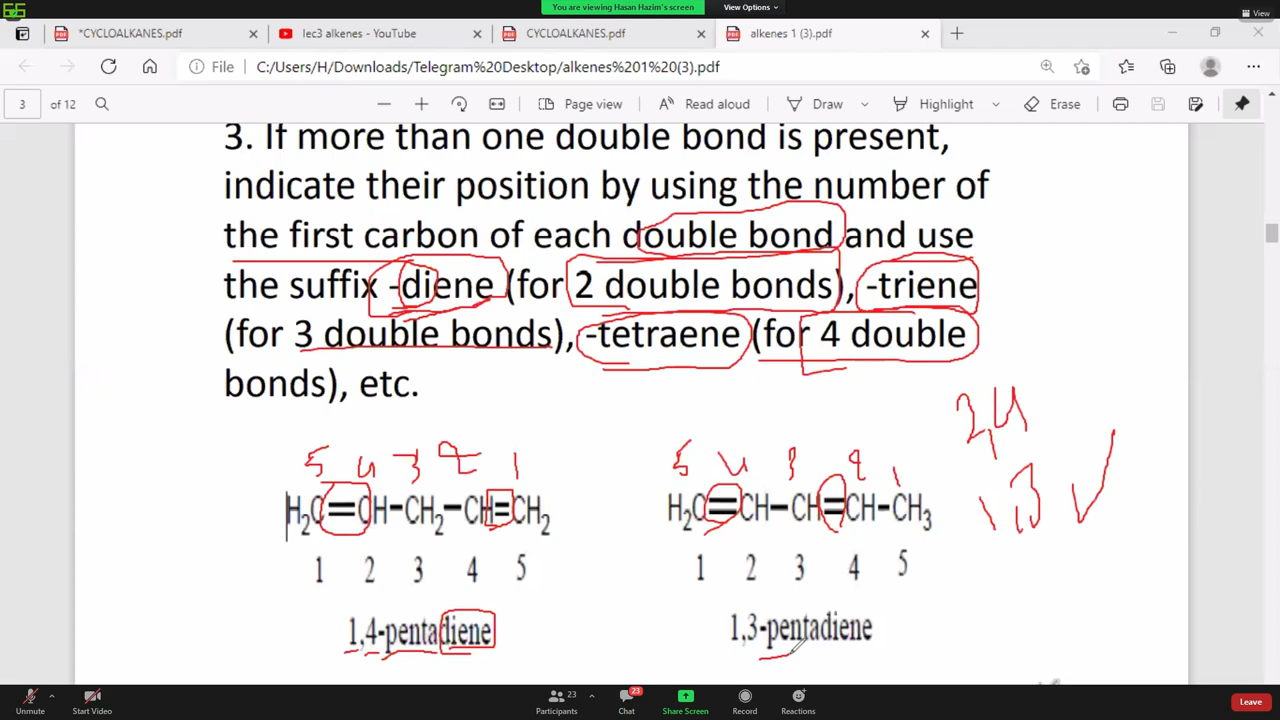 You are viewing Hasan Hazim's screen
View Options
View
*CYCLOALKANES.pdf
lec3 alkenes - YouTube
CYCLOALKANES.pdf
alkenes 1 (3).pdf
File
C:/Users/H/Downloads/Telegram%20Desktop/alkenes%201%20(3).pdf
3 of 12
Page view
Read aloud
Draw
Highlight
Erase
3. If more than one double bond is present,
indicate their position by using the number of
the first carbon of each double bond and use
the suffix -diene (for 2 double bonds), -triene
(for 3 double bonds), -tetraene (for 4 double
bonds), etc.
2,4
1,3
5 4 3 2 1
5 4 3 2 1
H₂C=CH-CH₂-CH=CH₂
H₂C=CH-CH=CH-CH₃
1 2 3 4 5
1 2 3 4 5
1,4-pentadiene
1,3-pentadiene
Unmute
Start Video
23
Participants
23
Chat
Share Screen
Record
Reactions
Leave